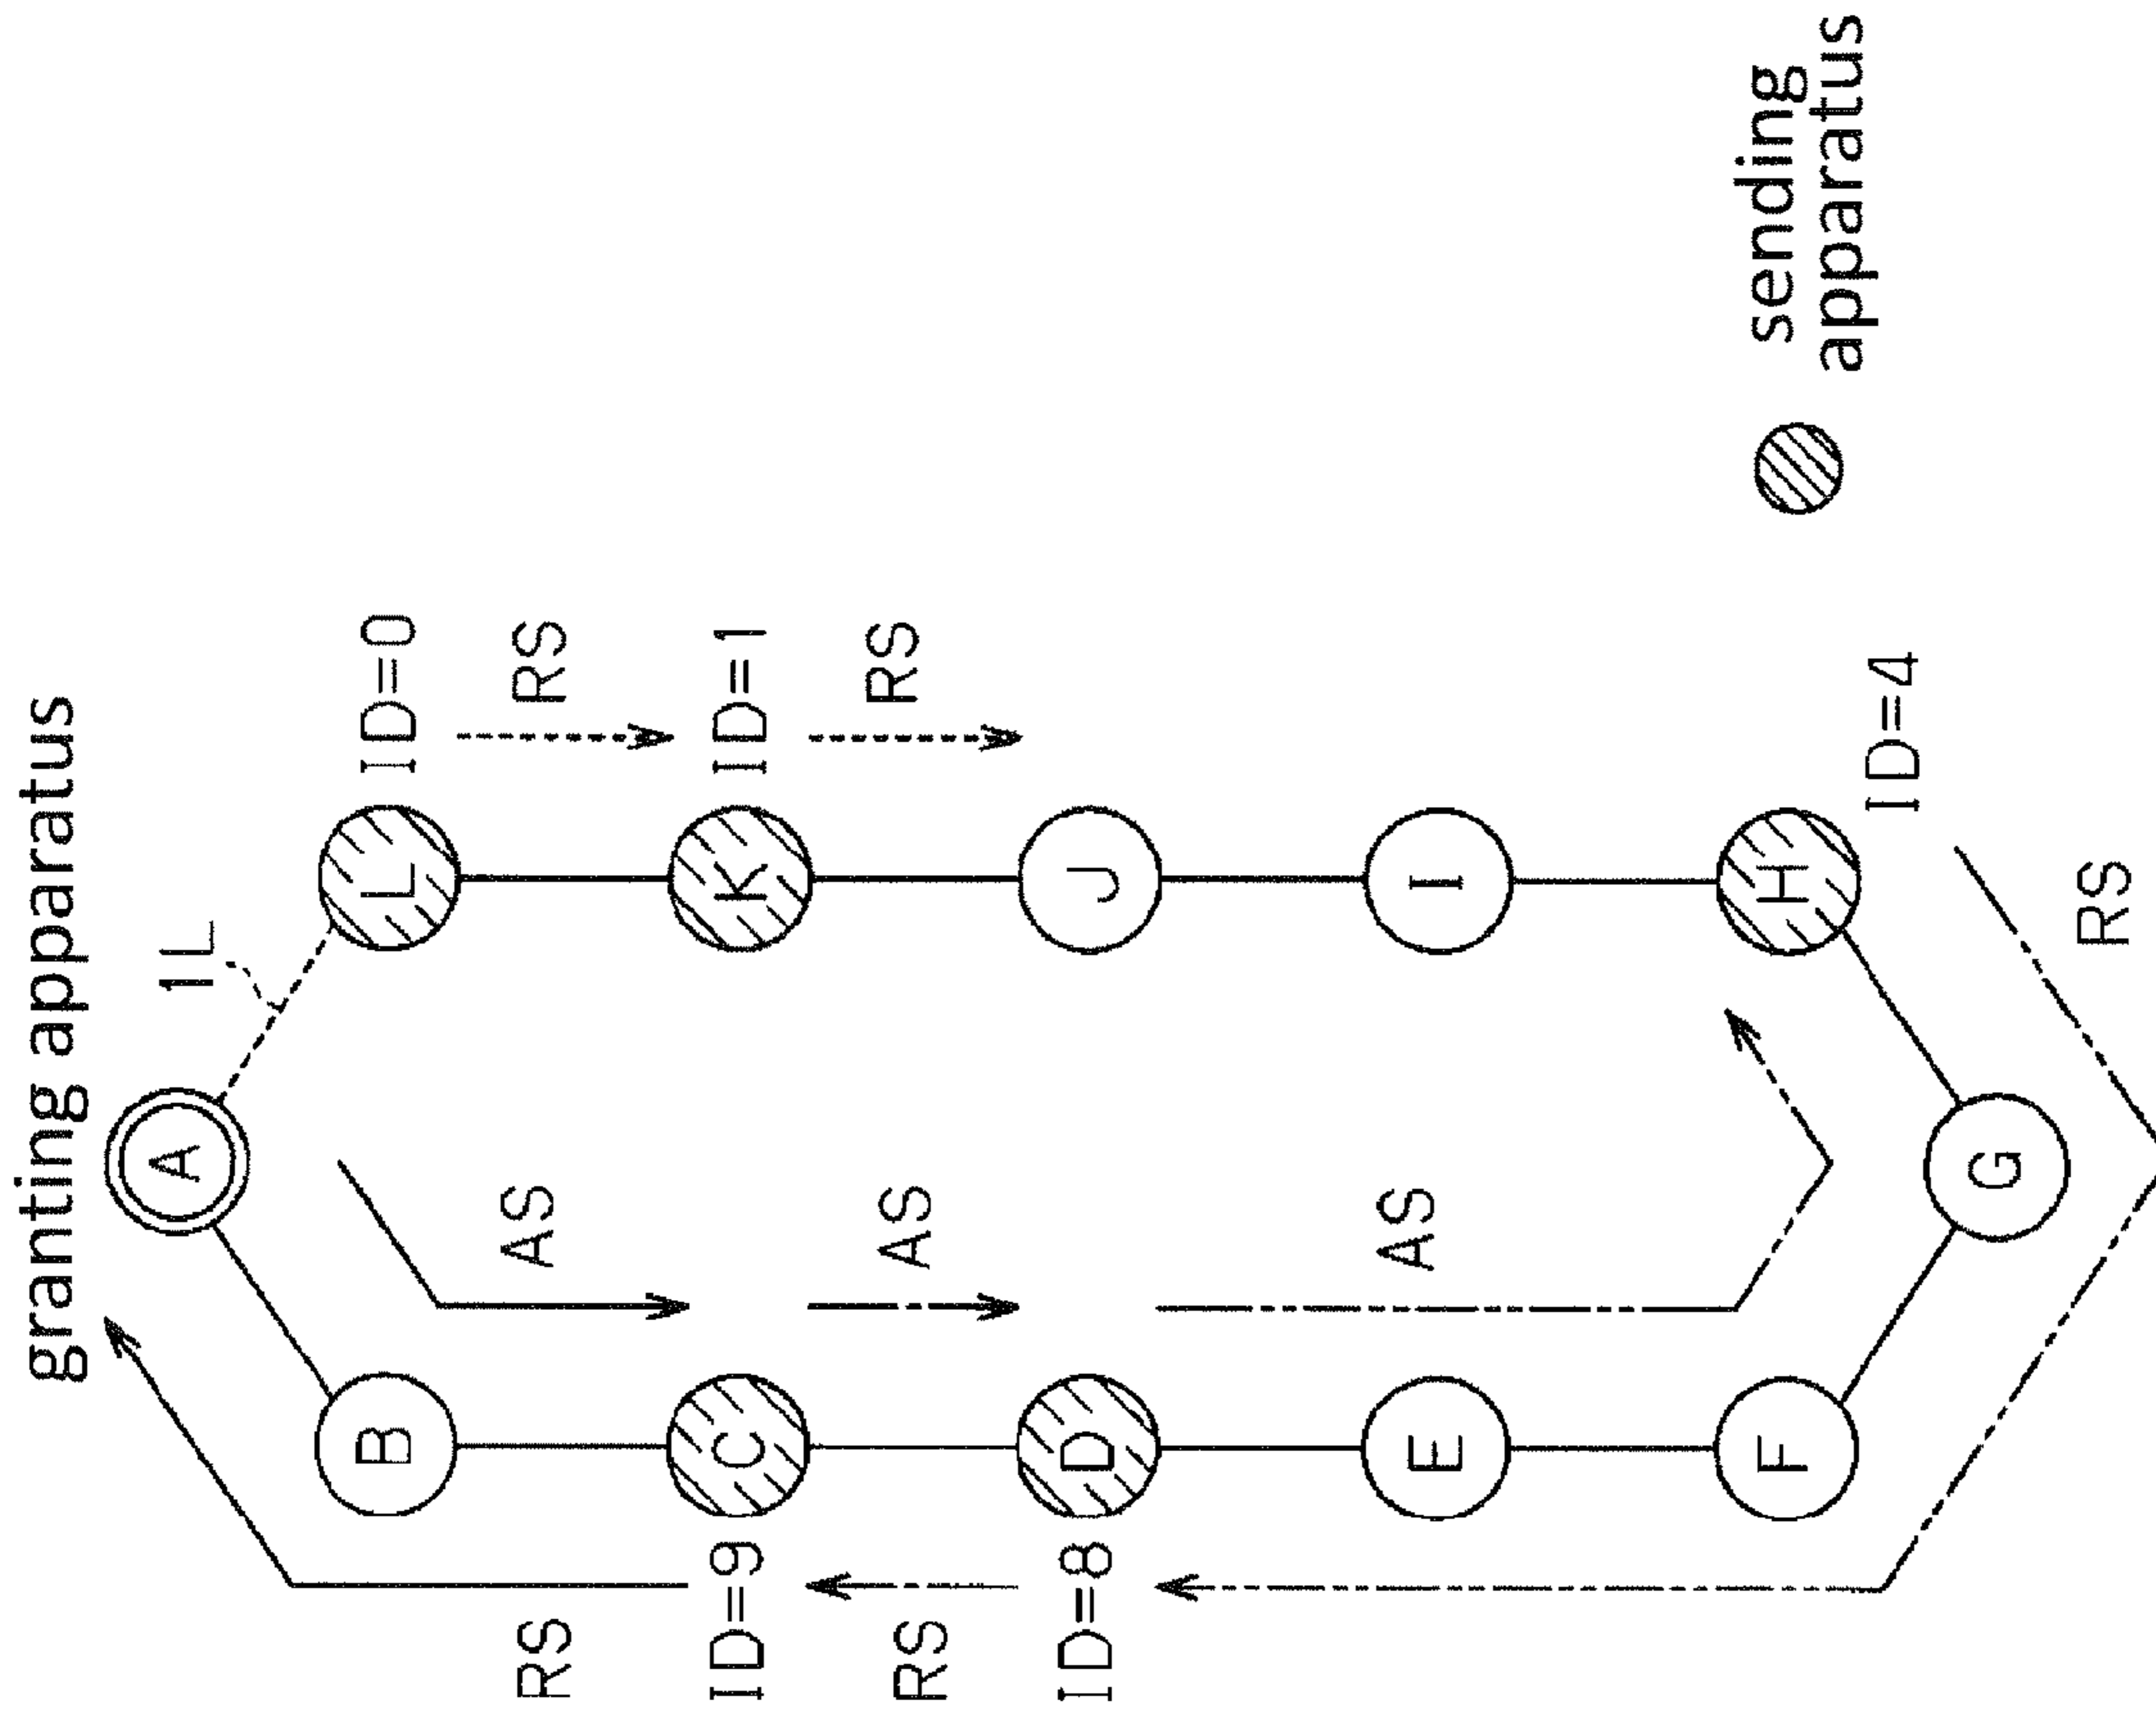 granting apparatus
A
1L
B
L
ID=0
RS
AS
RS
ID=9
C
K
ID=1
RS
AS
RS
ID=8
D
J
AS
E
I
F
H
sending
apparatus
ID=4
G
RS